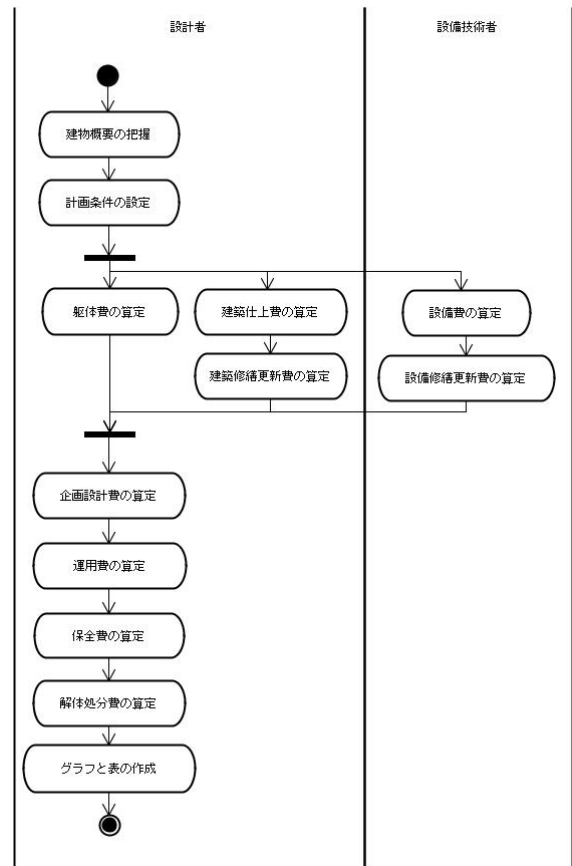 設計者
設備技術者
建物概要の把握
計画条件の設定
躯体費の算定
建築仕上費の算定
設備費の算定
建築修繕更新費の算定
設備修繕更新費の算定
企画設計費の算定
運用費の算定
保全費の算定
解体処分費の算定
グラフと表の作成